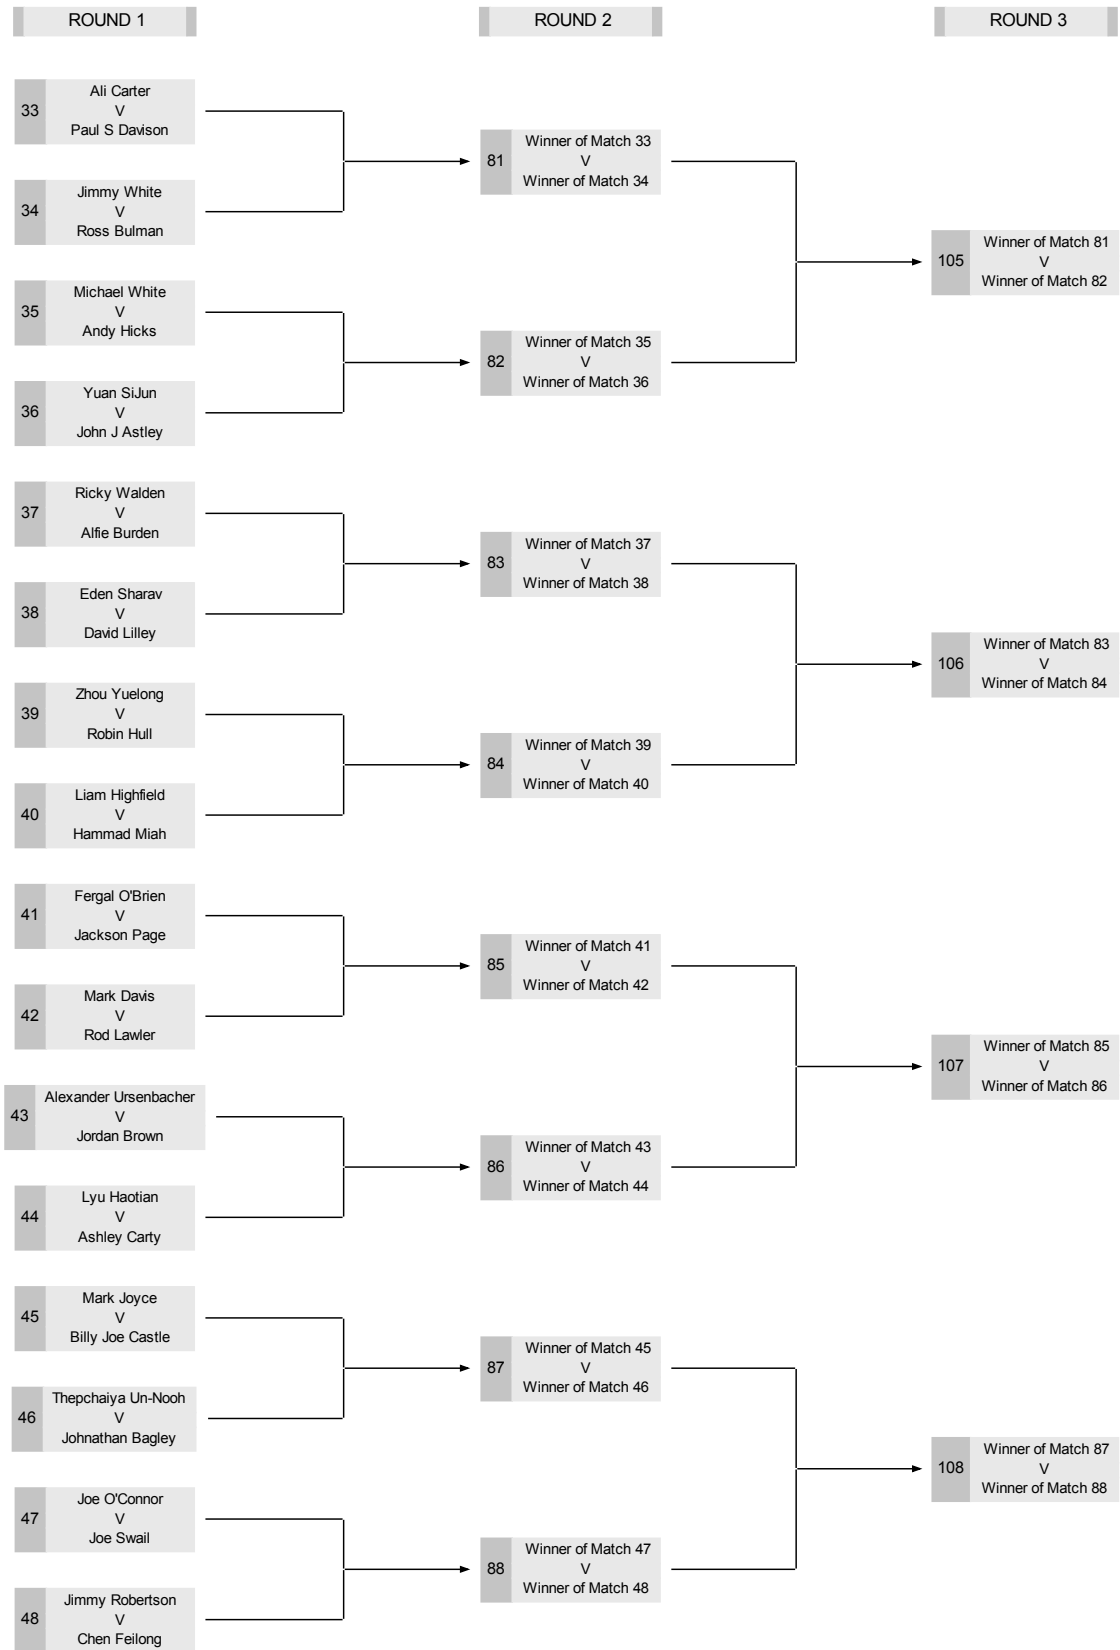 ROUND 1
ROUND 2
ROUND 3
33
Ali Carter
V
Paul S Davison
34
Jimmy White
V
Ross Bulman
35
Michael White
V
Andy Hicks
36
Yuan SiJun
V
John J Astley
37
Ricky Walden
V
Alfie Burden
38
Eden Sharav
V
David Lilley
39
Zhou Yuelong
V
Robin Hull
40
Liam Highfield
V
Hammad Miah
41
Fergal O'Brien
V
Jackson Page
42
Mark Davis
V
Rod Lawler
43
Alexander Ursenbacher
V
Jordan Brown
44
Lyu Haotian
V
Ashley Carty
45
Mark Joyce
V
Billy Joe Castle
46
Thepchaiya Un-Nooh
V
Johnathan Bagley
47
Joe O'Connor
V
Joe Swail
48
Jimmy Robertson
V
Chen Feilong
81
Winner of Match 33
V
Winner of Match 34
82
Winner of Match 35
V
Winner of Match 36
83
Winner of Match 37
V
Winner of Match 38
84
Winner of Match 39
V
Winner of Match 40
85
Winner of Match 41
V
Winner of Match 42
86
Winner of Match 43
V
Winner of Match 44
87
Winner of Match 45
V
Winner of Match 46
88
Winner of Match 47
V
Winner of Match 48
105
Winner of Match 81
V
Winner of Match 82
106
Winner of Match 83
V
Winner of Match 84
107
Winner of Match 85
V
Winner of Match 86
108
Winner of Match 87
V
Winner of Match 88